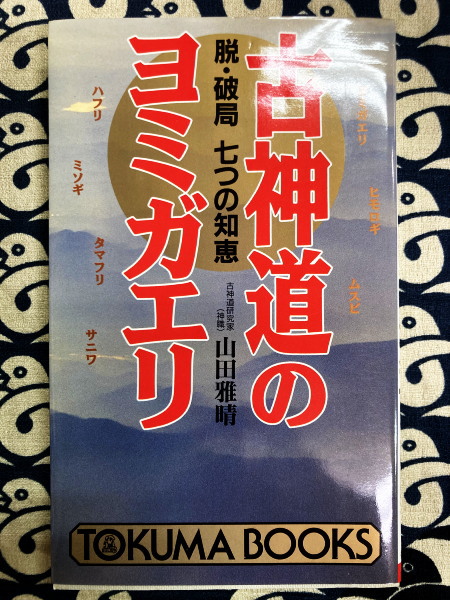 古神道の
ヨミガエリ
脱・破局 七つの知恵
古神道研究家
(神職)
山田雅晴
ヒモロギ
ムスビ
ハフリ
ミソギ
タマフリ
サニワ
TOKUMA BOOKS